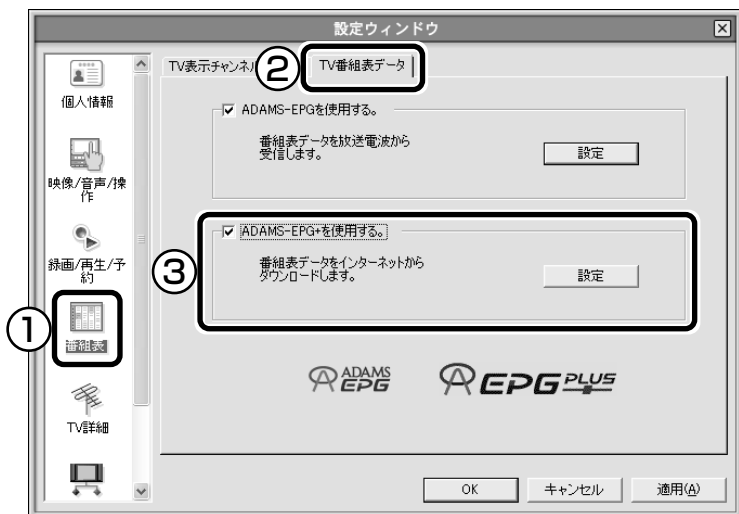 設定ウィンドウ
TV表示チャンネル
②
TV番組表データ
個人情報
映像/音声/操
作
録画/再生/予
約
①
番組表
TV詳細
ADAMS-EPGを使用する。
番組表データを放送電波から
受信します。
設定
③
ADAMS-EPG+を使用する。
番組表データをインターネットから
ダウンロードします。
設定
ADAMS
EPG
EPG PLUS
OK
キャンセル
適用(A)